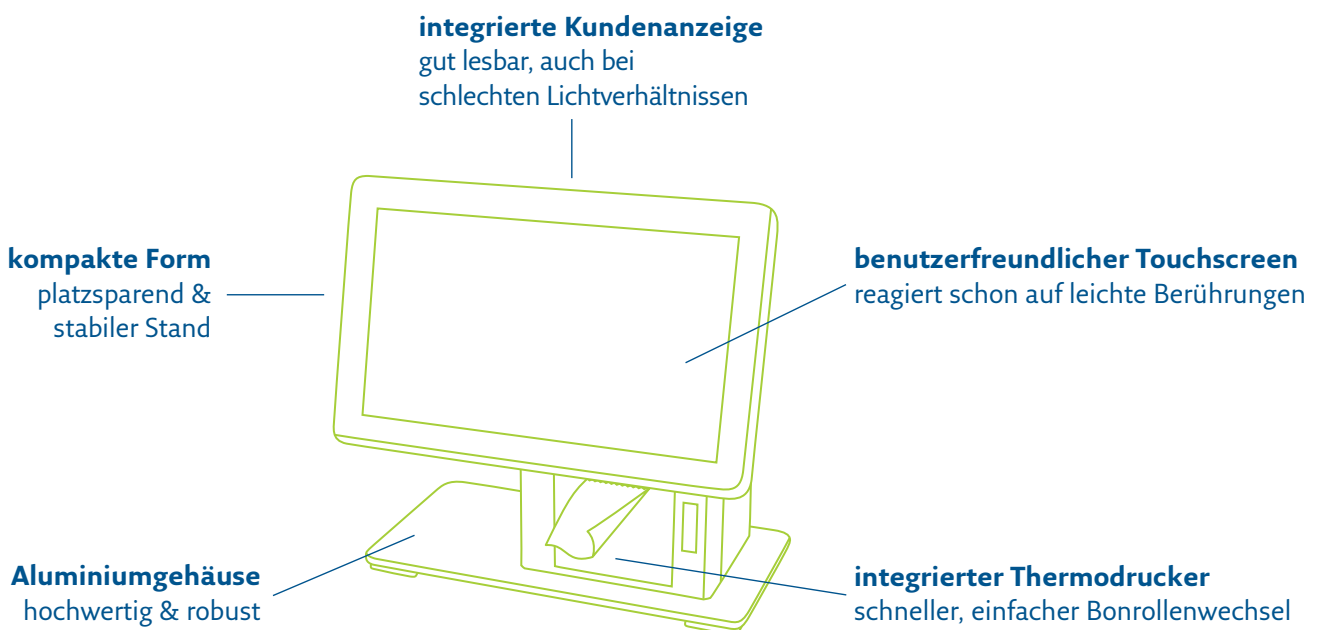 integrierte Kundenanzeige
gut lesbar, auch bei
schlechten Lichtverhältnissen
kompakte Form
platzsparend &
stabiler Stand
benutzerfreundlicher Touchscreen
reagiert schon auf leichte Berührungen
Aluminiumgehäuse
hochwertig & robust
integrierter Thermodrucker
schneller, einfacher Bonrollenwechsel